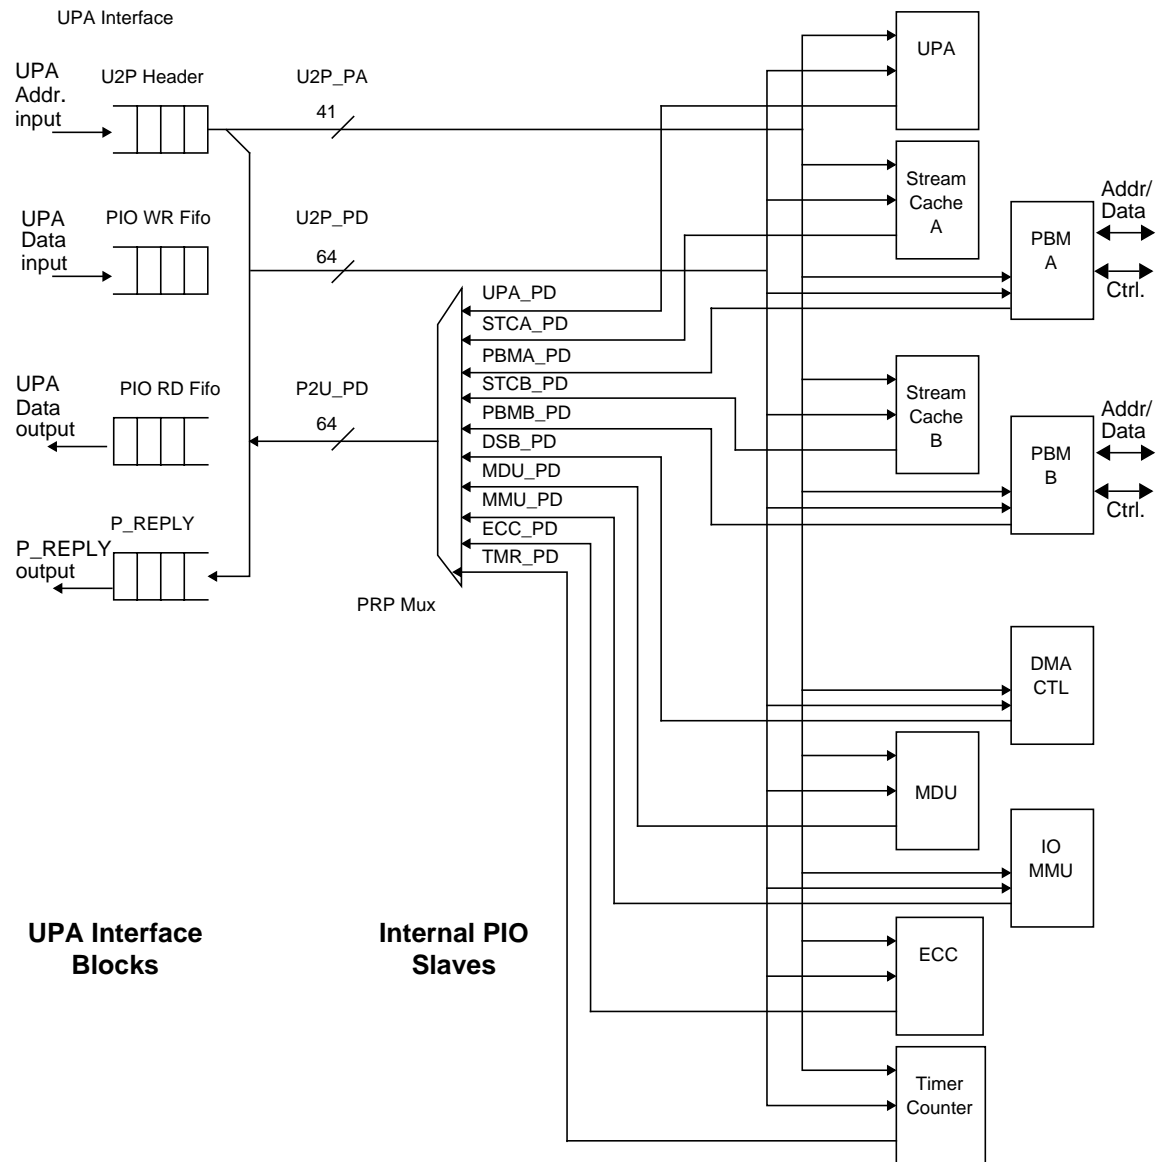 UPA Interface
UPA
Addr.
input
U2P Header
U2P_PA
41
UPA
Data
input
PIO WR Fifo
U2P_PD
64
UPA
Data
output
PIO RD Fifo
P2U_PD
64
P_REPLY
P_REPLY
output
UPA_PD
STCA_PD
PBMA_PD
STCB_PD
PBMB_PD
DSB_PD
MDU_PD
MMU_PD
ECC_PD
TMR_PD
PRP Mux
UPA
Stream
Cache
A
PBM
A
Addr/
Data
Ctrl.
Stream
Cache
B
PBM
B
Addr/
Data
Ctrl.
DMA
CTL
MDU
IO
MMU
ECC
Timer
Counter
UPA Interface
Blocks
Internal PIO
Slaves